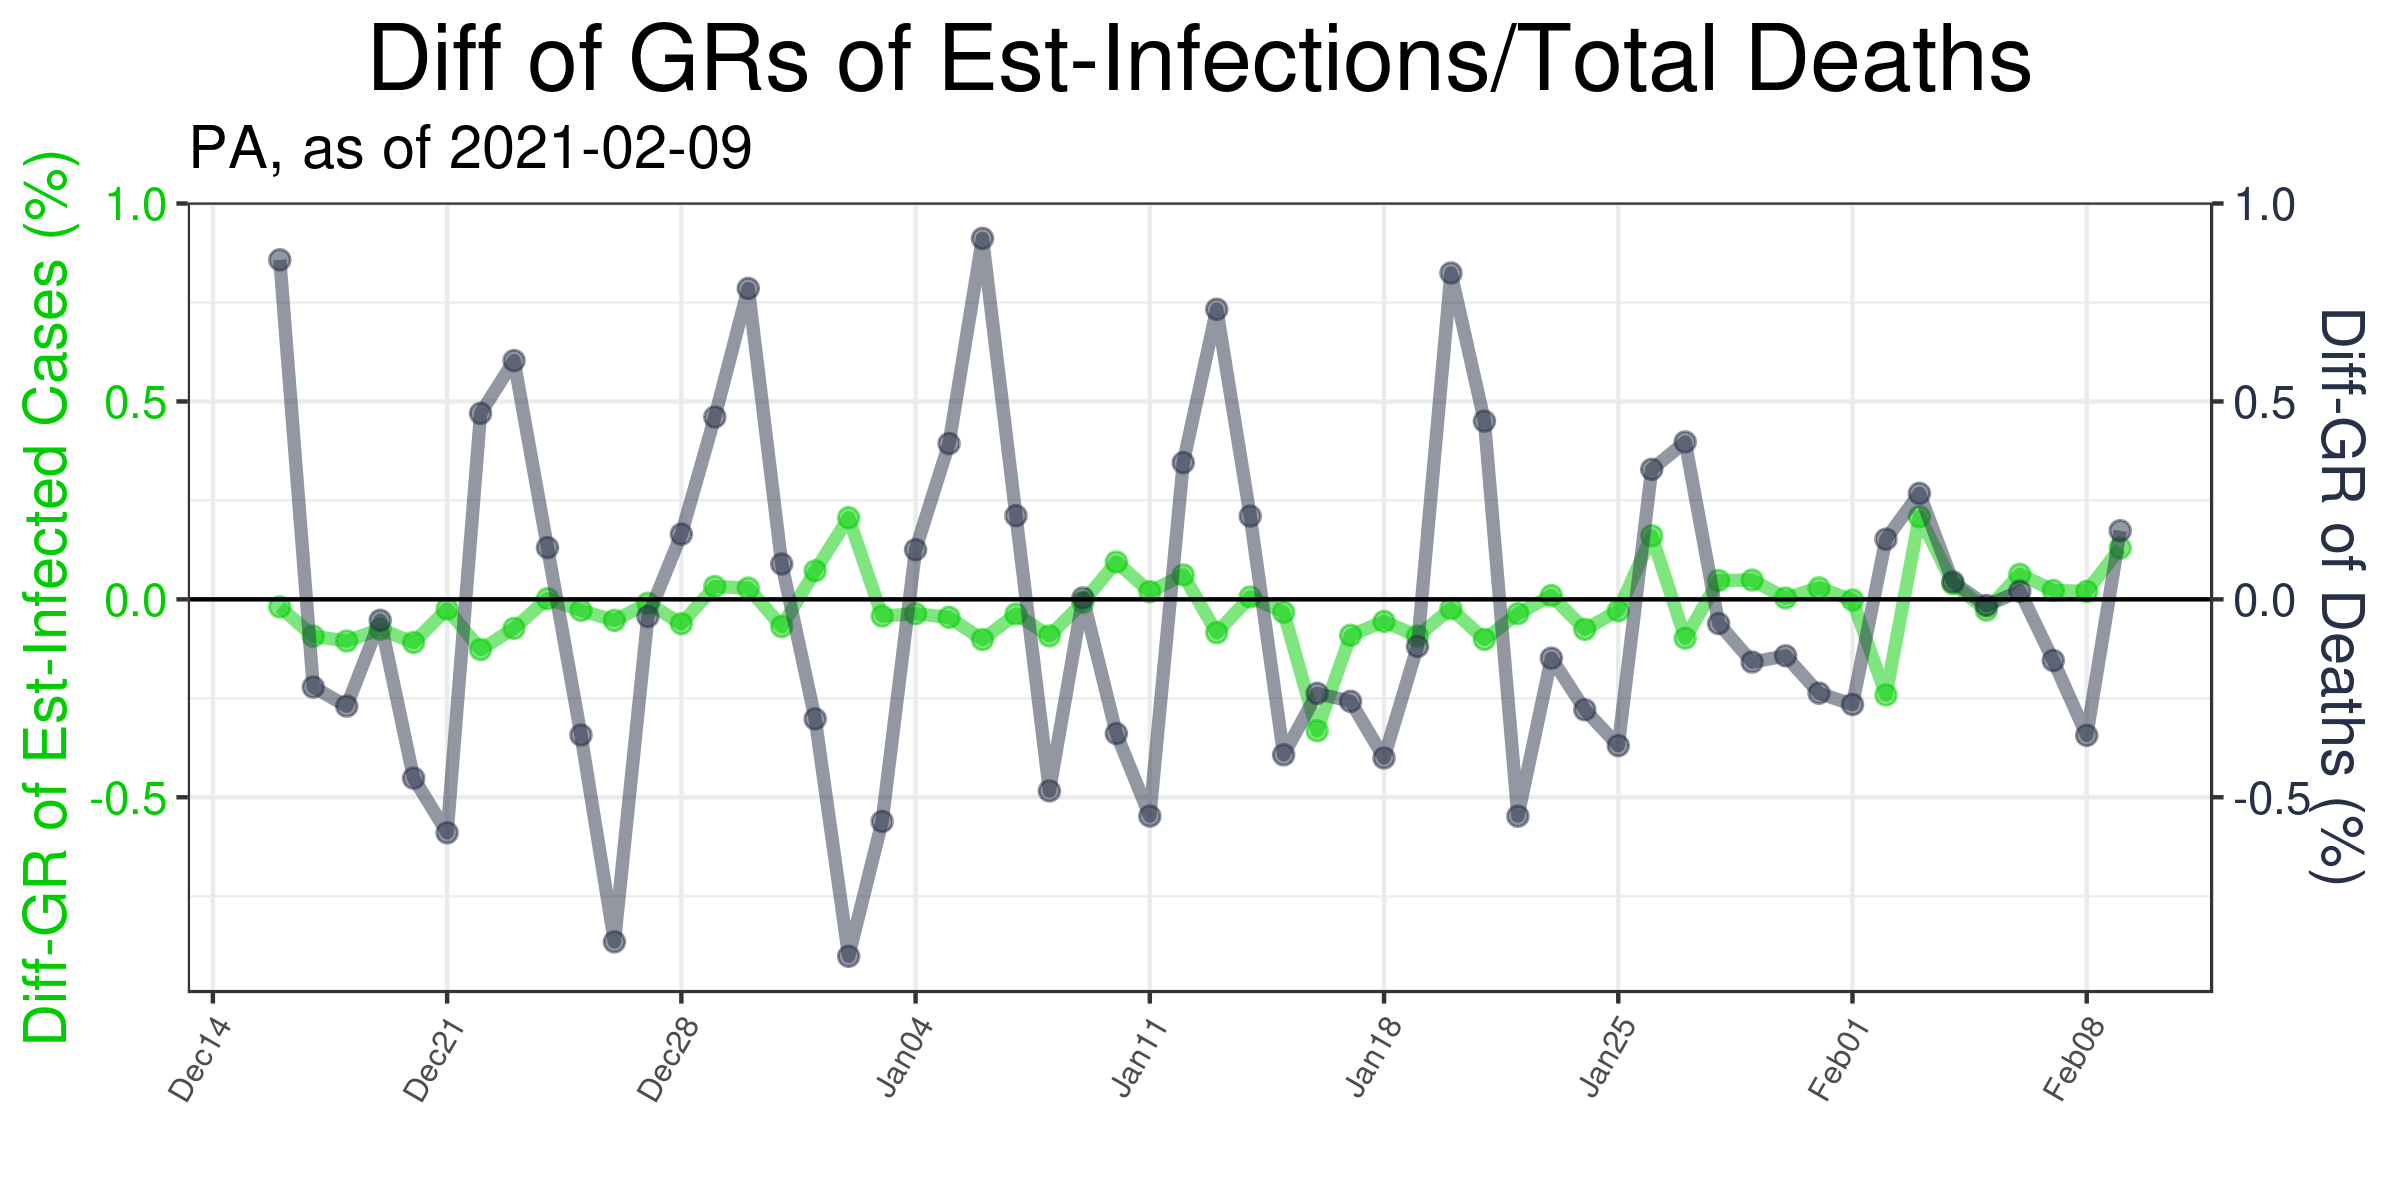 Diff of GRs of Est-Infections/Total Deaths
PA, as of 2021-02-09
Diff-GR of Est-Infected Cases (%)
1.0
0.5
0.0
-0.5
1.0
0.5
0.0
-0.5
Diff-GR of Deaths (%)
Dec14
Dec21
Dec28
Jan04
Jan11
Jan18
Jan25
Feb01
Feb08